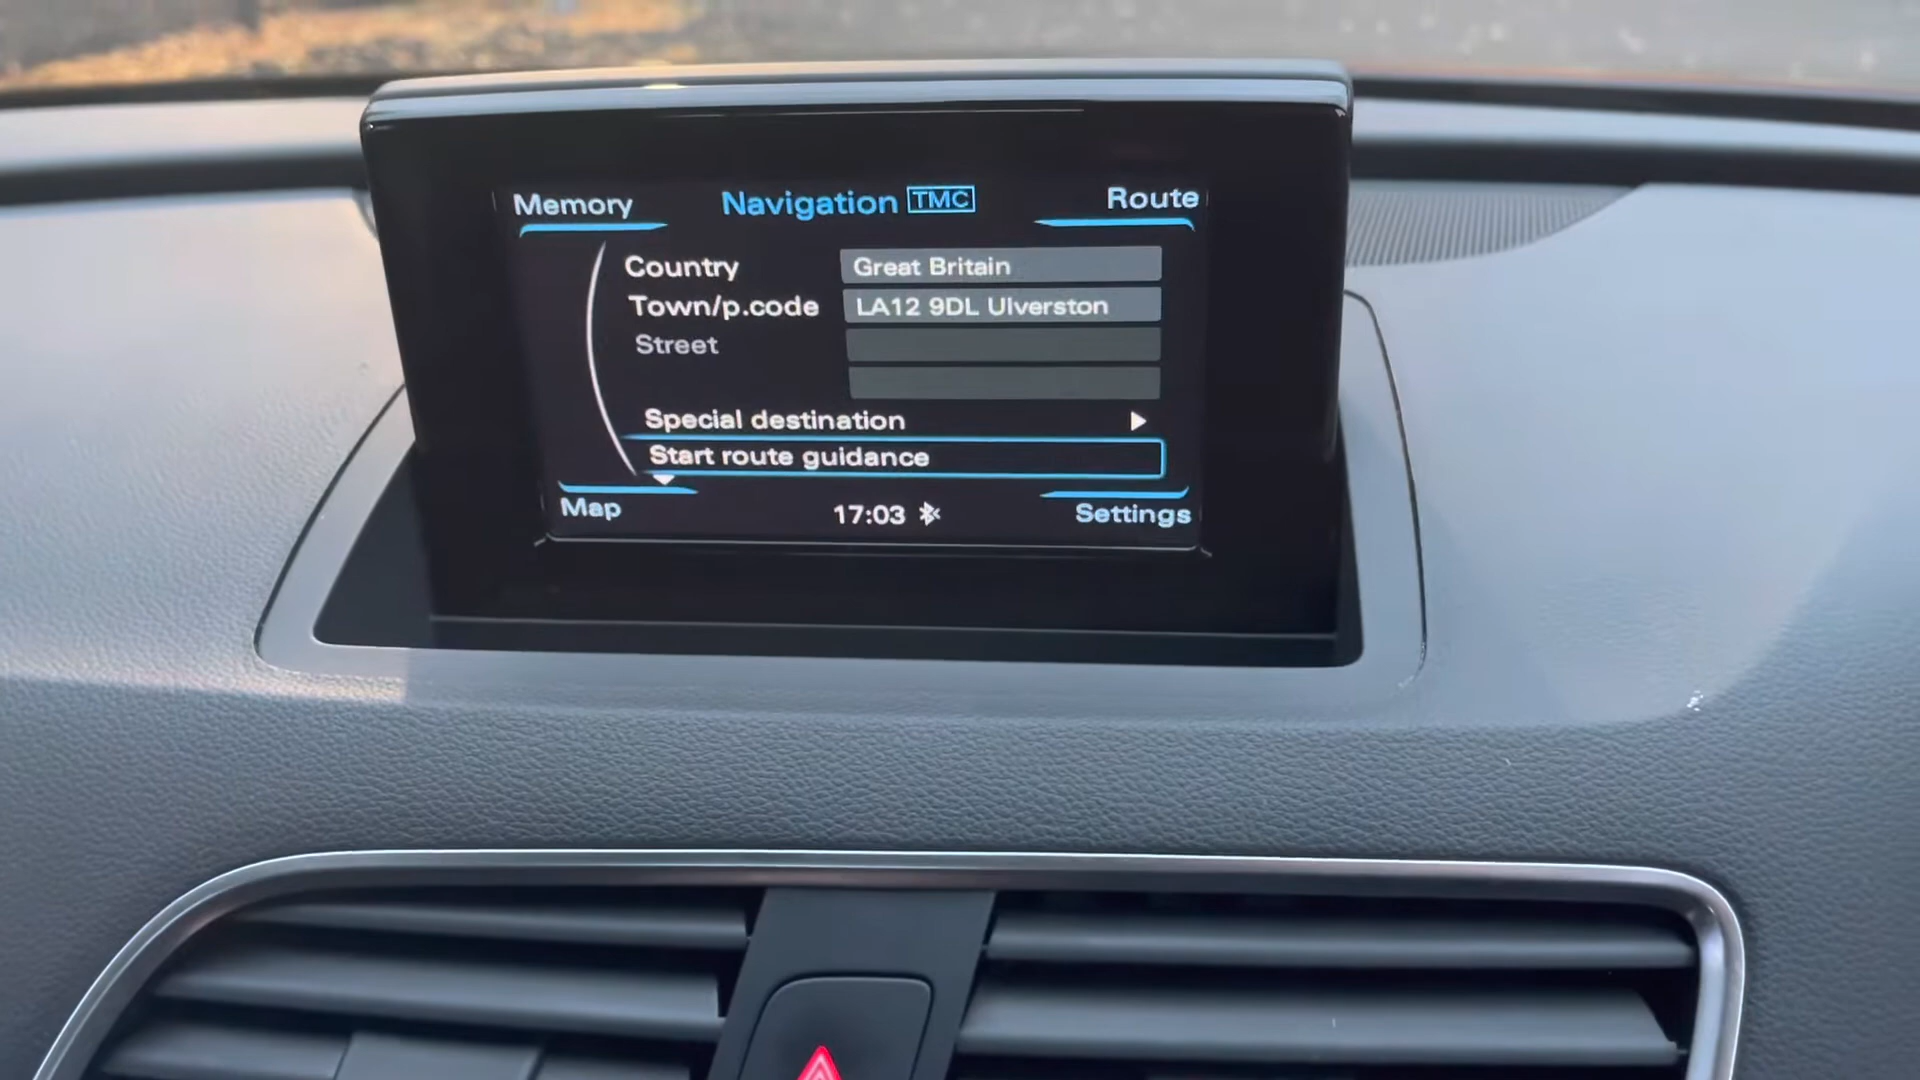 Memory Navigation TMC Route
Country Great Britain
Town/p.code LA12 9DL Ulverston
Street
Special destination
Start route guidance
Map 17:03 Settings